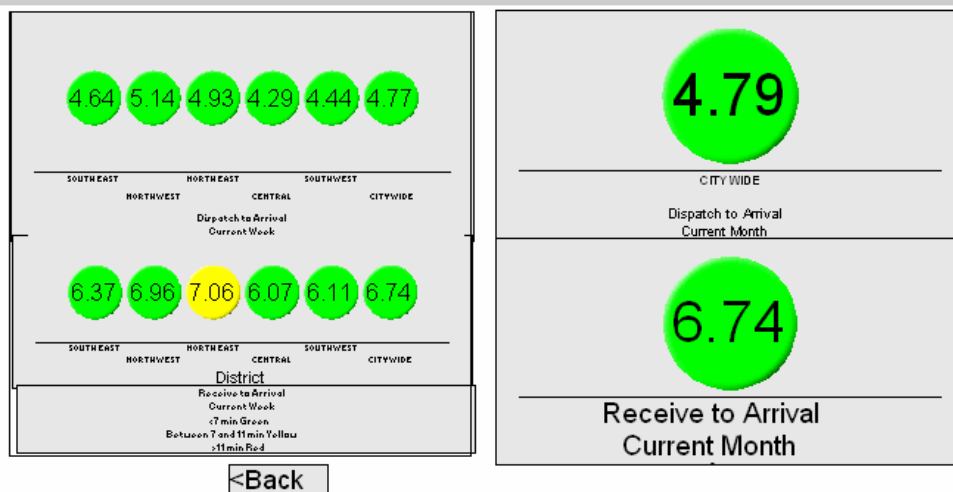 4.64 5.14 4.93 4.29 4.44 4.77
SOUTHEAST NORTHEAST SOUTHWEST
NORTHWEST CENTRAL CITYWIDE
Dispatch to Arrival
Current Week
6.37 6.96 7.06 6.07 6.11 6.74
SOUTHEAST NORTHEAST SOUTHWEST
NORTHWEST CENTRAL CITYWIDE
District
Receive to Arrival
Current Week
<7 min Green
Between 7 and 11 min Yellow
>11 min Red
<Back
4.79
CITY WIDE
Dispatch to Arrival
Current Month
6.74
Receive to Arrival
Current Month